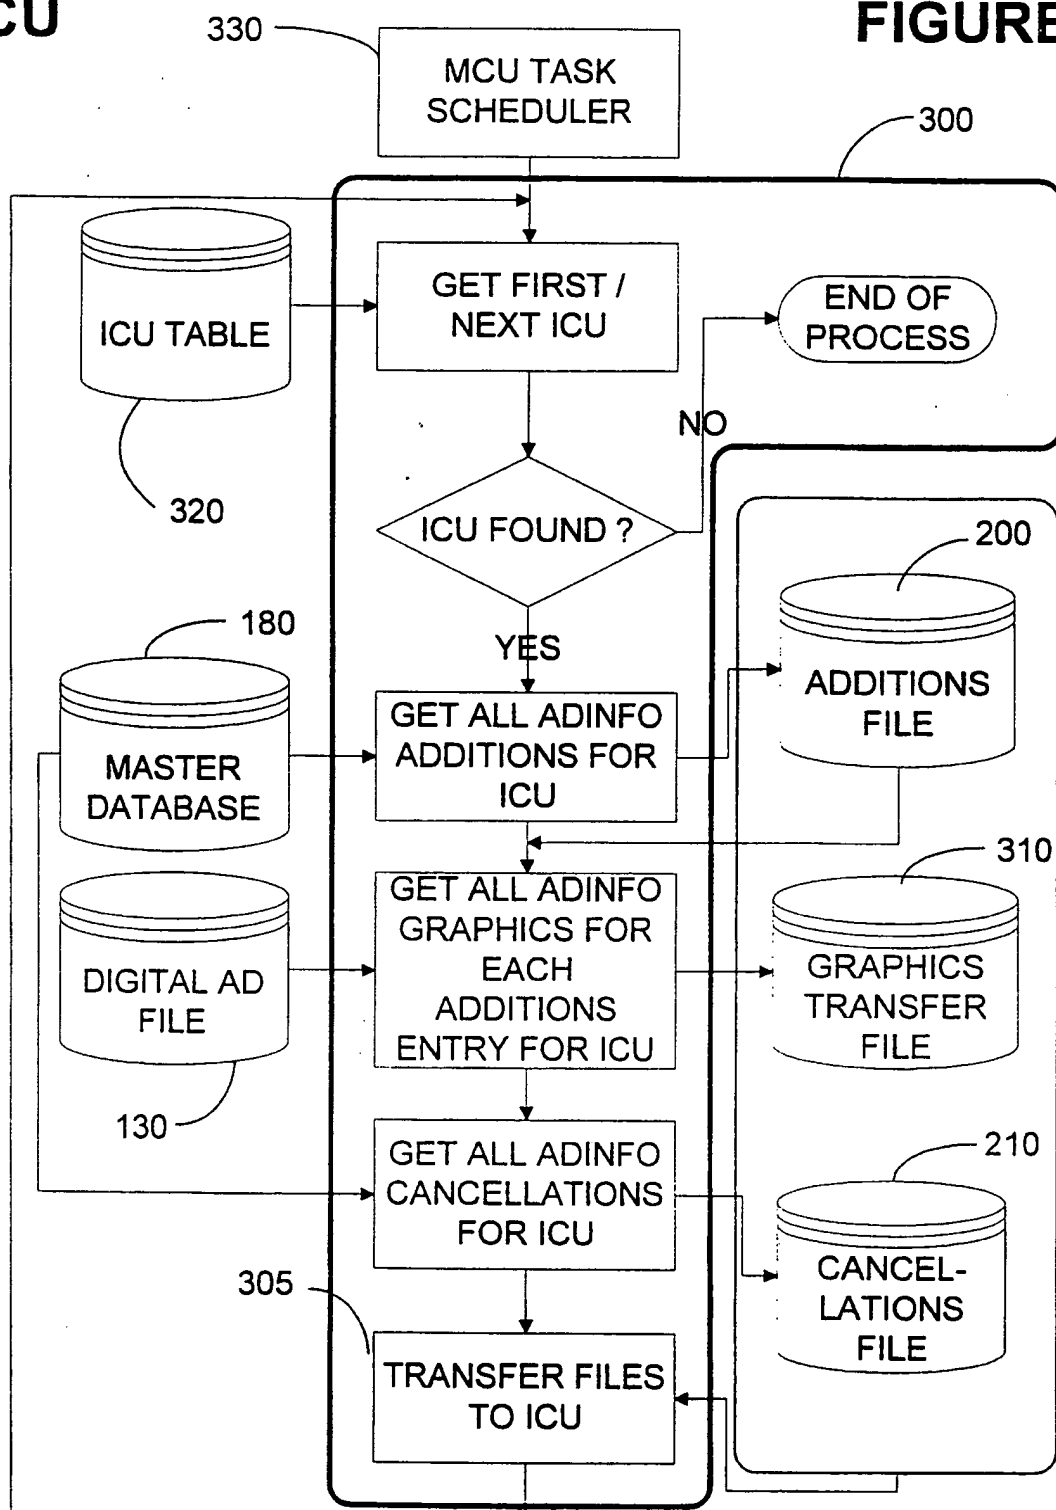 CU
FIGURE
330
MCU TASK
SCHEDULER
300
ICU TABLE
320
GET FIRST /
NEXT ICU
END OF
PROCESS
NO
ICU FOUND ?
YES
200
ADDITIONS
FILE
180
MASTER
DATABASE
GET ALL ADINFO
ADDITIONS FOR
ICU
310
GRAPHICS
TRANSFER
FILE
DIGITAL AD
FILE
130
GET ALL ADINFO
GRAPHICS FOR
EACH
ADDITIONS
ENTRY FOR ICU
GET ALL ADINFO
CANCELLATIONS
FOR ICU
210
CANCEL-
LATIONS
FILE
305
TRANSFER FILES
TO ICU